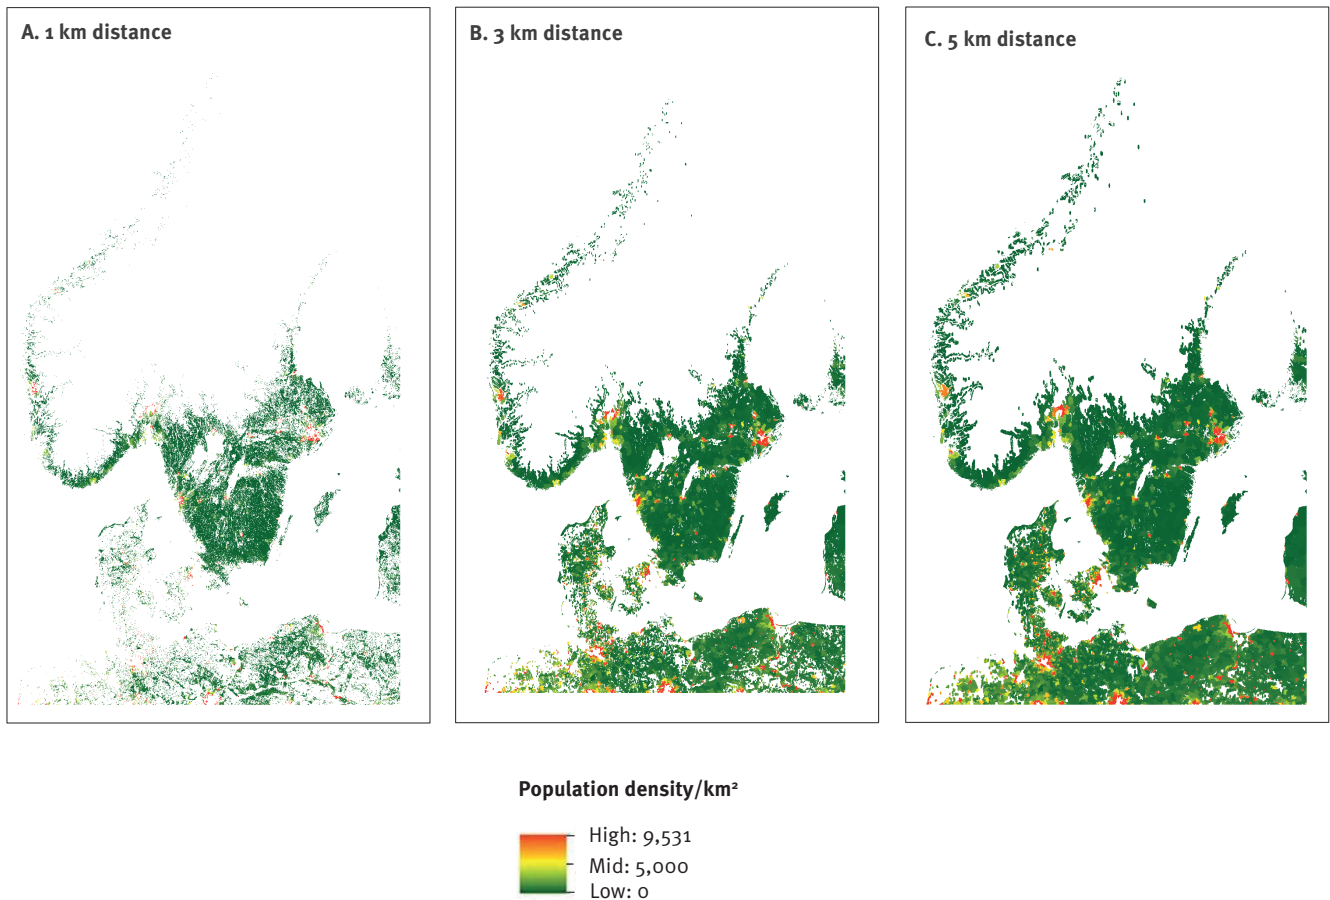 A. 1 km distance
B. 3 km distance
C. 5 km distance
Population density/km²
High: 9,531
Mid: 5,000
Low: 0